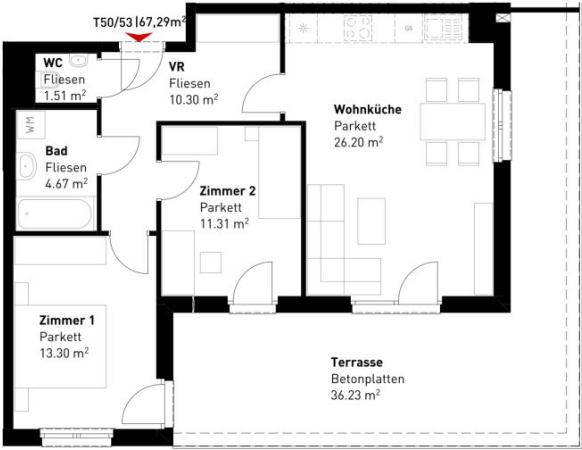 T50/53|67,29m²
WC
Fliesen
1.51 m²
VR
Fliesen
10.30 m²
Wohnküche
Parkett
26.20 m²
WM
Bad
Fliesen
4.67 m²
Zimmer 2
Parkett
11.31 m²
Zimmer 1
Parkett
13.30 m²
Terrasse
Betonplatten
36.23 m²
GS